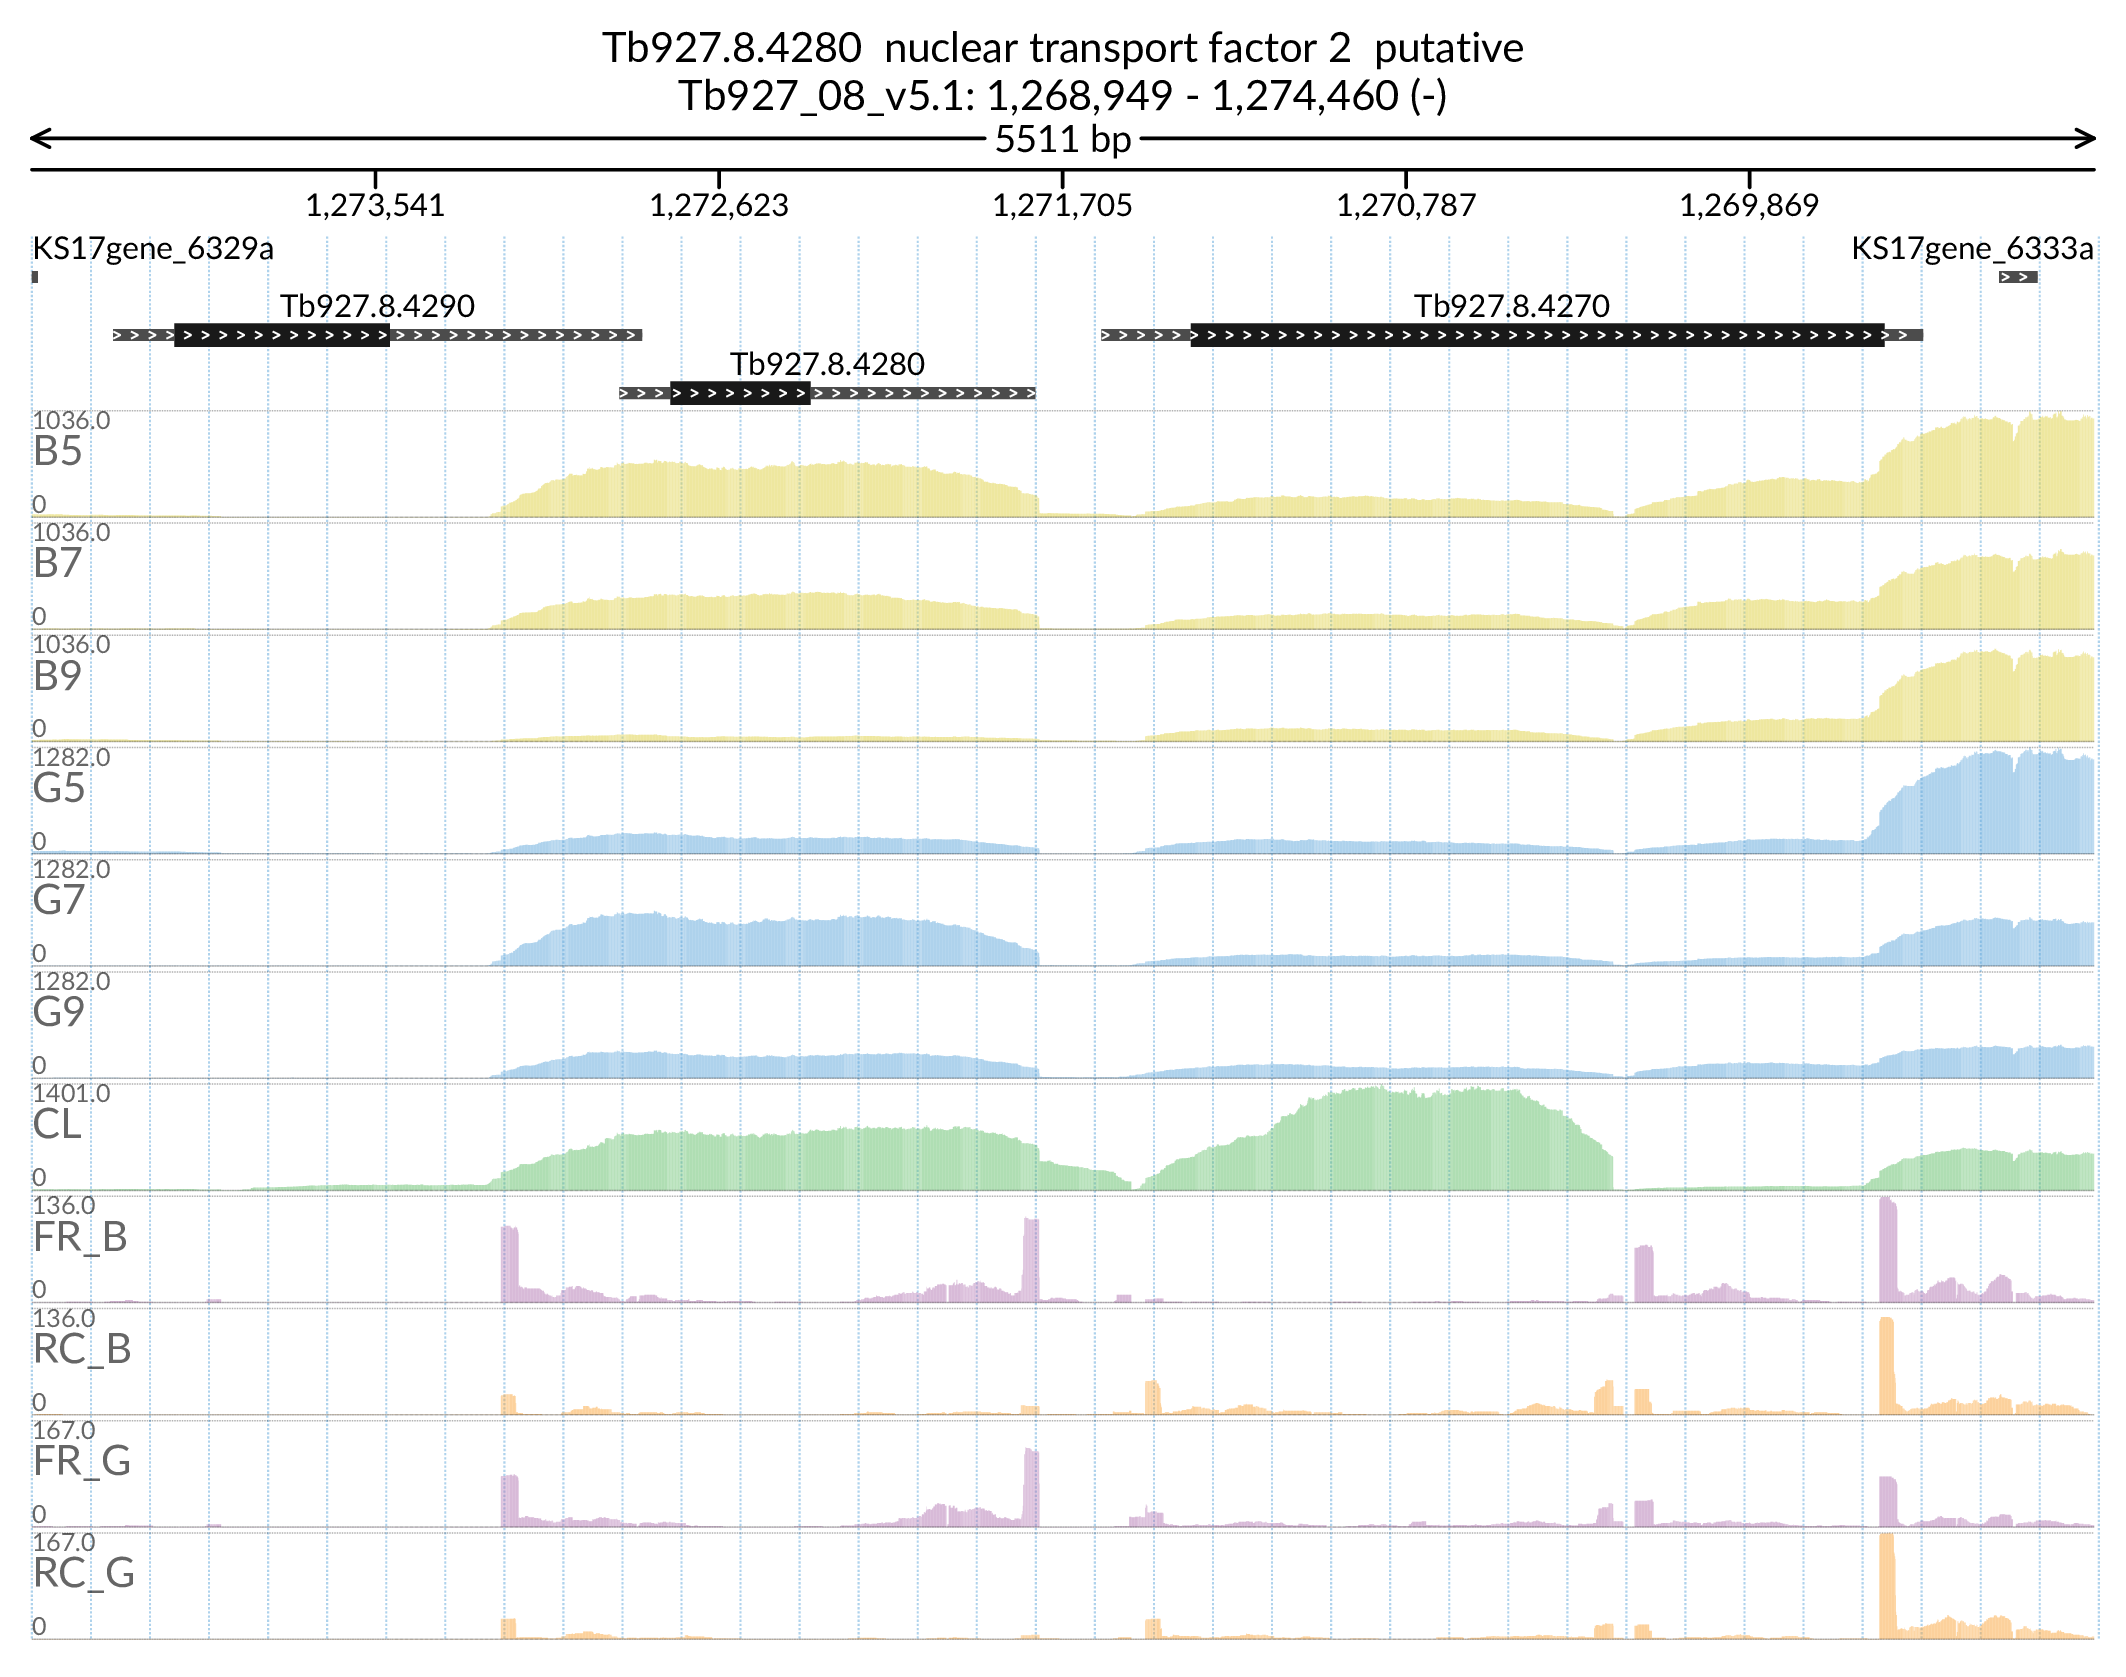 Tb927.8.4280 nuclear transport factor 2 putative
Tb927_08_v5.1: 1,268,949 - 1,274,460 (-)
5511 bp
1,273,541 1,272,623 1,271,705 1,270,787 1,269,869
KS17gene_6329a KS17gene_6333a
Tb927.8.4290 Tb927.8.4270
Tb927.8.4280
1036.0
B5
0
1036.0
B7
0
1036.0
B9
0
1282.0
G5
0
1282.0
G7
0
1282.0
G9
0
1401.0
CL
0
136.0
FR_B
0
136.0
RC_B
0
167.0
FR_G
0
167.0
RC_G
0